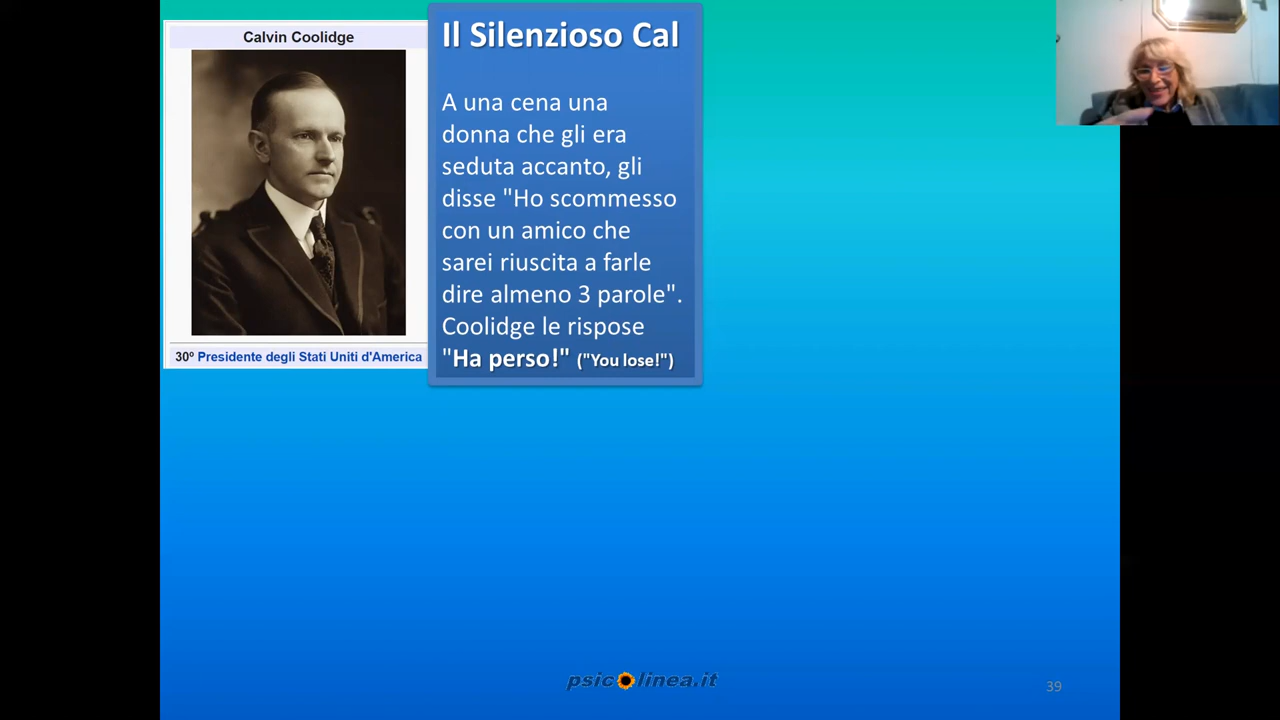 Calvin Coolidge
30º Presidente degli Stati Uniti d'America
Il Silenzioso Cal
A una cena una
donna che gli era
seduta accanto, gli
disse "Ho scommesso
con un amico che
sarei riuscita a farle
dire almeno 3 parole".
Coolidge le rispose
"Ha perso!" ("You lose!")
psicolinea.it
39